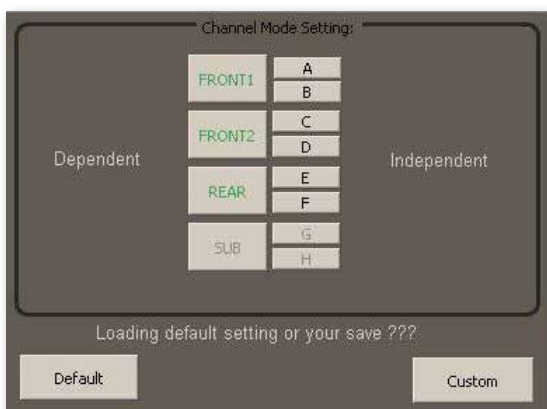 Channel Mode Setting:
FRONT1
A
B
FRONT2
C
D
Dependent
Independent
REAR
E
F
SUB
G
H
Loading default setting or your save ???
Default
Custom